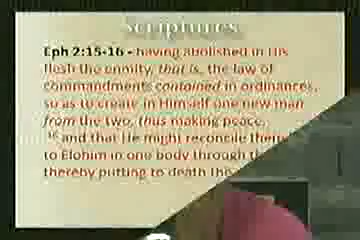 Scriptures
Eph 2:15-16 - having abolished in His
flesh the enmity, that is, the law of
commandments contained in ordinances,
so as to create in Himself one new man
from the two, thus making peace,
16 and that He might reconcile them
to Elohim in one body through
thereby putting to death the